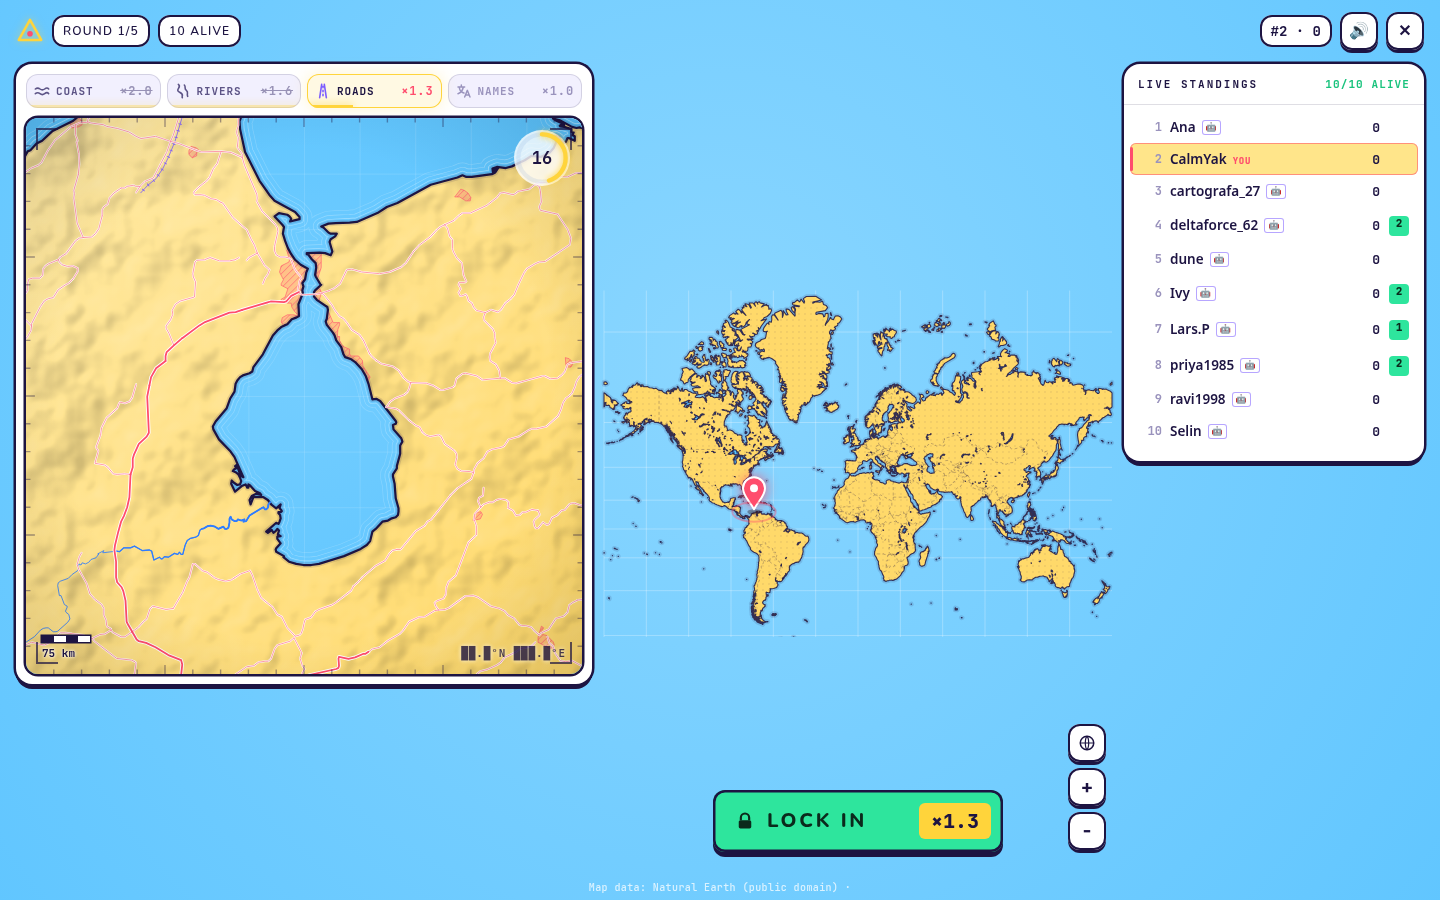 ROUND 1/5
10 ALIVE
#2 · 0
COAST ×2.0
RIVERS ×1.6
ROADS ×1.3
NAMES ×1.0
16
75 km
██.█°N ███.█°E
LOCK IN ×1.3
+
-
LIVE STANDINGS 10/10 ALIVE
1 Ana 0
2 CalmYak YOU 0
3 cartografa_27 0
4 deltaforce_62 0 2
5 dune 0
6 Ivy 0 2
7 Lars.P 0 1
8 priya1985 0 2
9 ravi1998 0
10 Selin 0
Map data: Natural Earth (public domain) ·